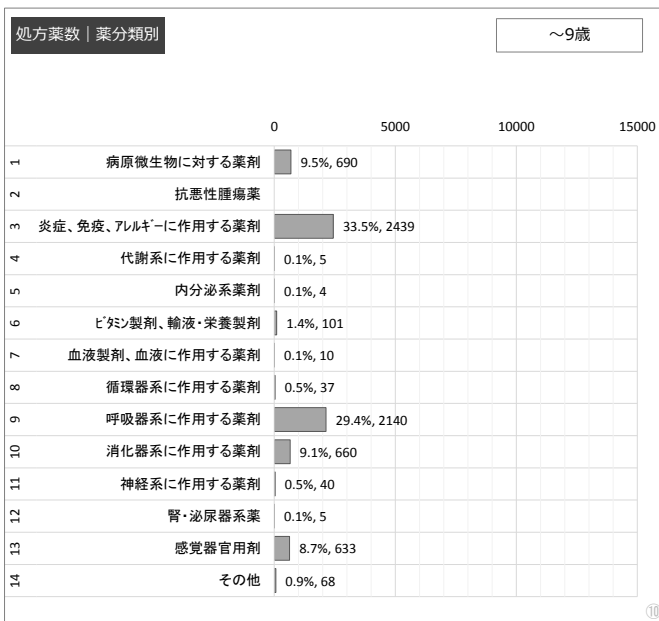 処方薬数｜薬分類別
～9歳
0 5000 10000 15000
1 病原微生物に対する薬剤 9.5%, 690
2 抗悪性腫瘍薬
3 炎症、免疫、ｱﾚﾙｷﾞｰに作用する薬剤 33.5%, 2439
4 代謝系に作用する薬剤 0.1%, 5
5 内分泌系薬剤 0.1%, 4
6 ﾋﾞﾀﾐﾝ製剤、輸液・栄養製剤 1.4%, 101
7 血液製剤、血液に作用する薬剤 0.1%, 10
8 循環器系に作用する薬剤 0.5%, 37
9 呼吸器系に作用する薬剤 29.4%, 2140
10 消化器系に作用する薬剤 9.1%, 660
11 神経系に作用する薬剤 0.5%, 40
12 腎・泌尿器系薬 0.1%, 5
13 感覚器官用剤 8.7%, 633
14 その他 0.9%, 68
⑩